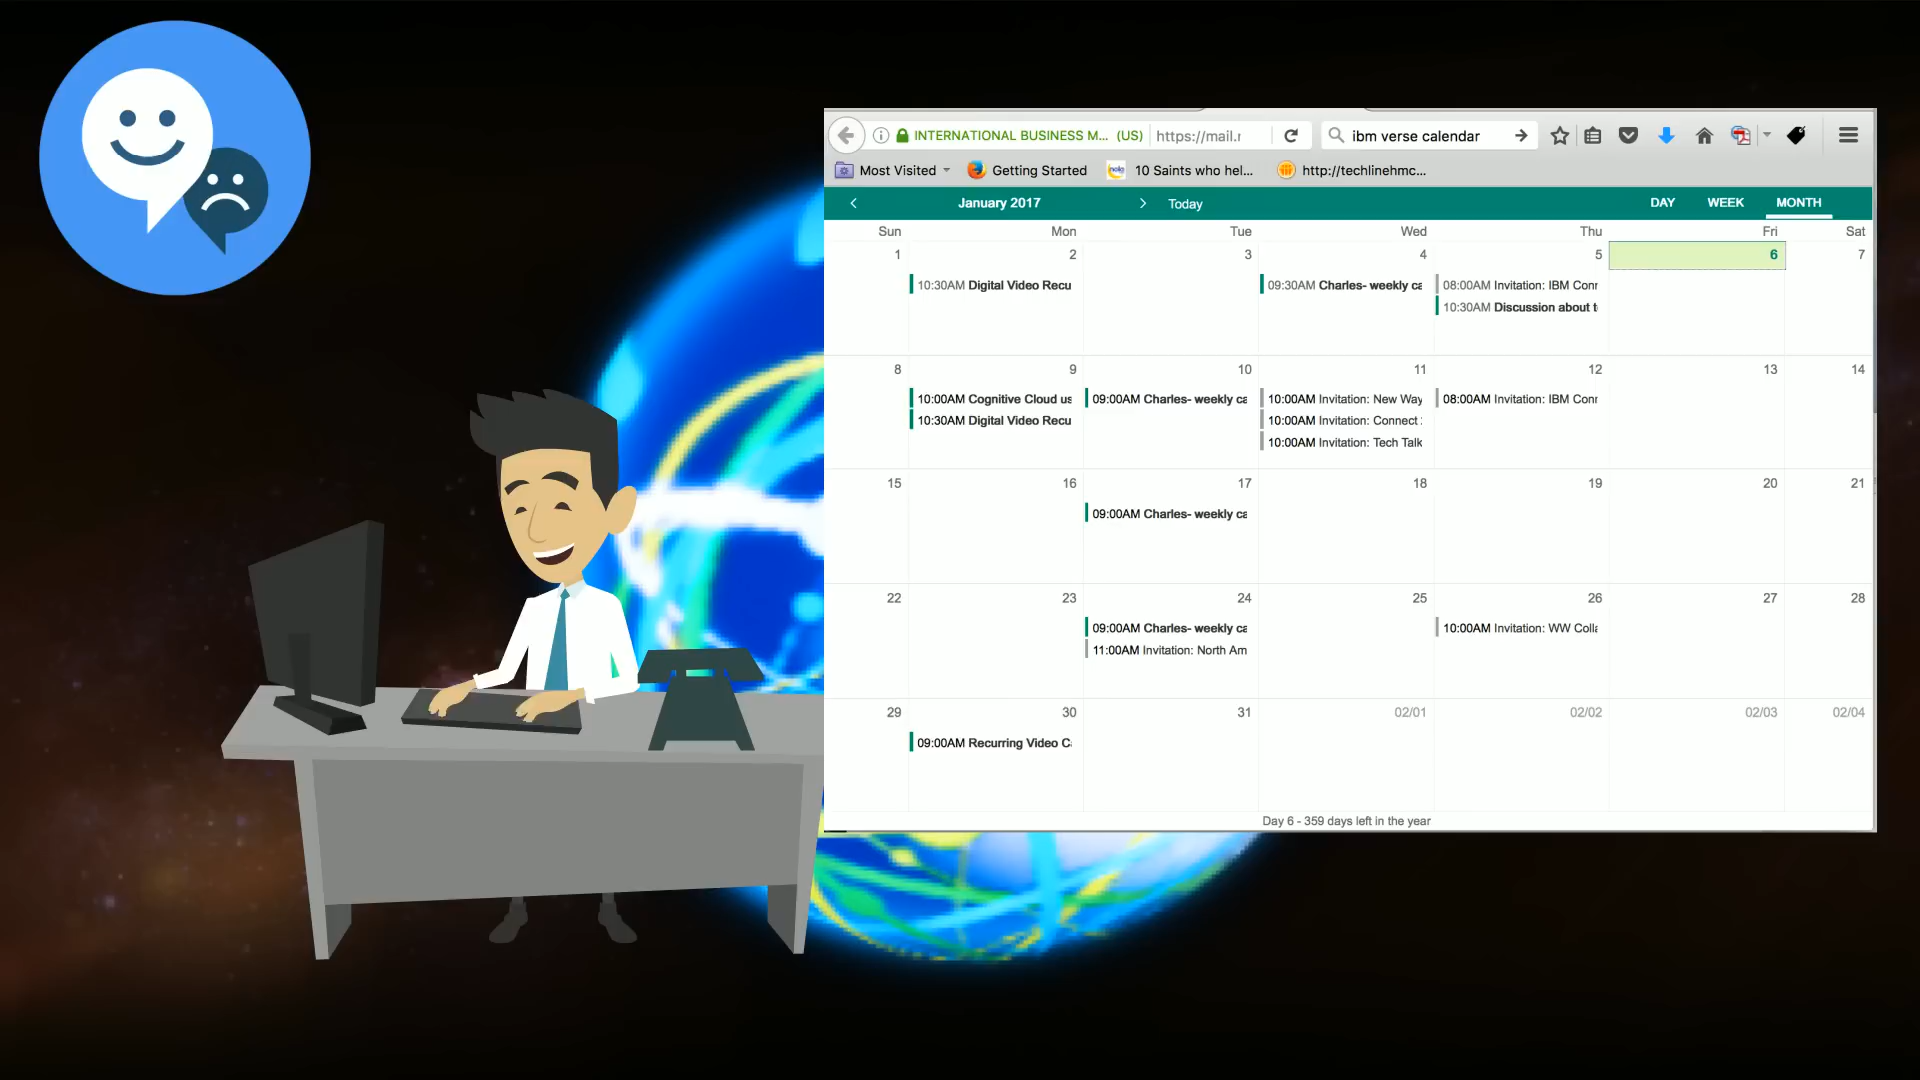 INTERNATIONAL BUSINESS M... (US) https://mail.r ibm verse calendar
Most Visited Getting Started 10 Saints who hel... http://techlinehmc...
January 2017 Today DAY WEEK MONTH
Sun Mon Tue Wed Thu Fri Sat
1 2 3 4 5 6 7
10:30AM Digital Video Recu 09:30AM Charles- weekly ca 08:00AM Invitation: IBM Conn
10:30AM Discussion about t
8 9 10 11 12 13 14
10:00AM Cognitive Cloud us 09:00AM Charles- weekly ca 10:00AM Invitation: New Way 08:00AM Invitation: IBM Conn
10:30AM Digital Video Recu 10:00AM Invitation: Connect
10:00AM Invitation: Tech Talk
15 16 17 18 19 20 21
09:00AM Charles- weekly ca
22 23 24 25 26 27 28
09:00AM Charles- weekly ca 10:00AM Invitation: WW Colla
11:00AM Invitation: North Am
29 30 31 02/01 02/02 02/03 02/04
09:00AM Recurring Video C
Day 6 - 359 days left in the year